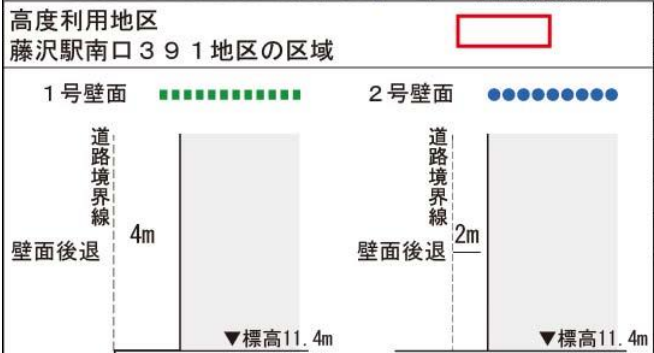 高度利用地区
藤沢駅南口３９１地区の区域
１号壁面
２号壁面
道路境界線
壁面後退
4m
▼標高11.4m
道路境界線
壁面後退
2m
▼標高11.4m